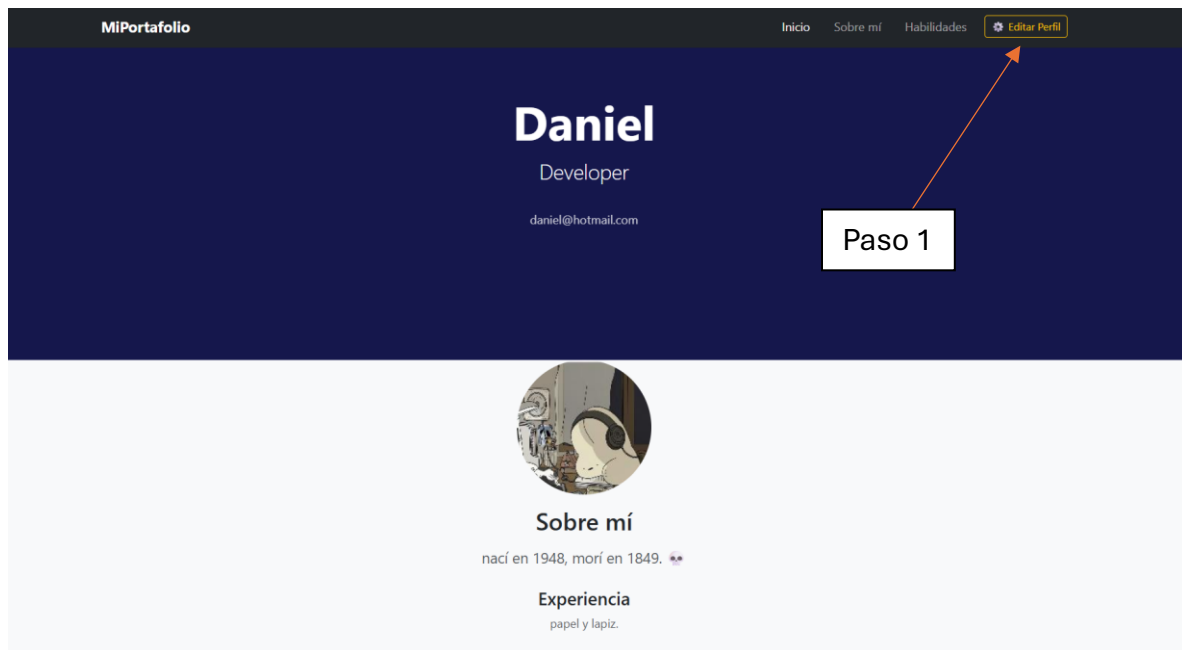 MiPortafolio
Inicio Sobre mí Habilidades Editar Perfil
Daniel
Developer
daniel@hotmail.com
Paso 1
Sobre mí
nací en 1948, morí en 1849. 💀
Experiencia
papel y lapiz.